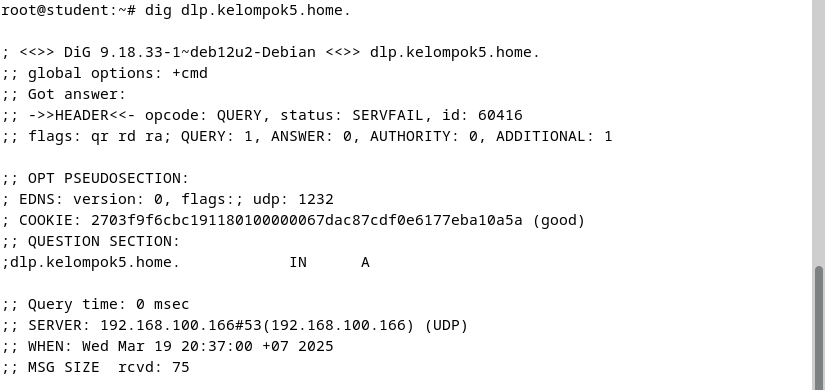 root@student:~# dig dlp.kelompok5.home.
; <<>> DiG 9.18.33-1~deb12u2-Debian <<>> dlp.kelompok5.home.
;; global options: +cmd
;; Got answer:
;; ->>HEADER<<- opcode: QUERY, status: SERVFAIL, id: 60416
;; flags: qr rd ra; QUERY: 1, ANSWER: 0, AUTHORITY: 0, ADDITIONAL: 1
;; OPT PSEUDOSECTION:
; EDNS: version: 0, flags:; udp: 1232
; COOKIE: 2703f9f6cbc191180100000067dac87cdf0e6177eba10a5a (good)
;; QUESTION SECTION:
;dlp.kelompok5.home.            IN      A
;; Query time: 0 msec
;; SERVER: 192.168.100.166#53(192.168.100.166) (UDP)
;; WHEN: Wed Mar 19 20:37:00 +07 2025
;; MSG SIZE  rcvd: 75